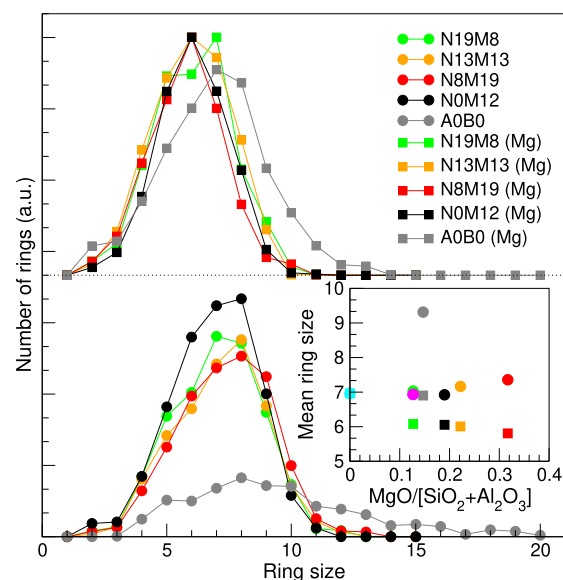 N19M8
N13M13
N8M19
N0M12
A0B0
N19M8 (Mg)
N13M13 (Mg)
N8M19 (Mg)
N0M12 (Mg)
A0B0 (Mg)
Number of rings (a.u.)
10
9
8
7
6
5
Mean ring size
0 0.1 0.2 0.3 0.4
MgO/[SiO₂+Al₂O₃]
0 5 10 15 20
Ring size